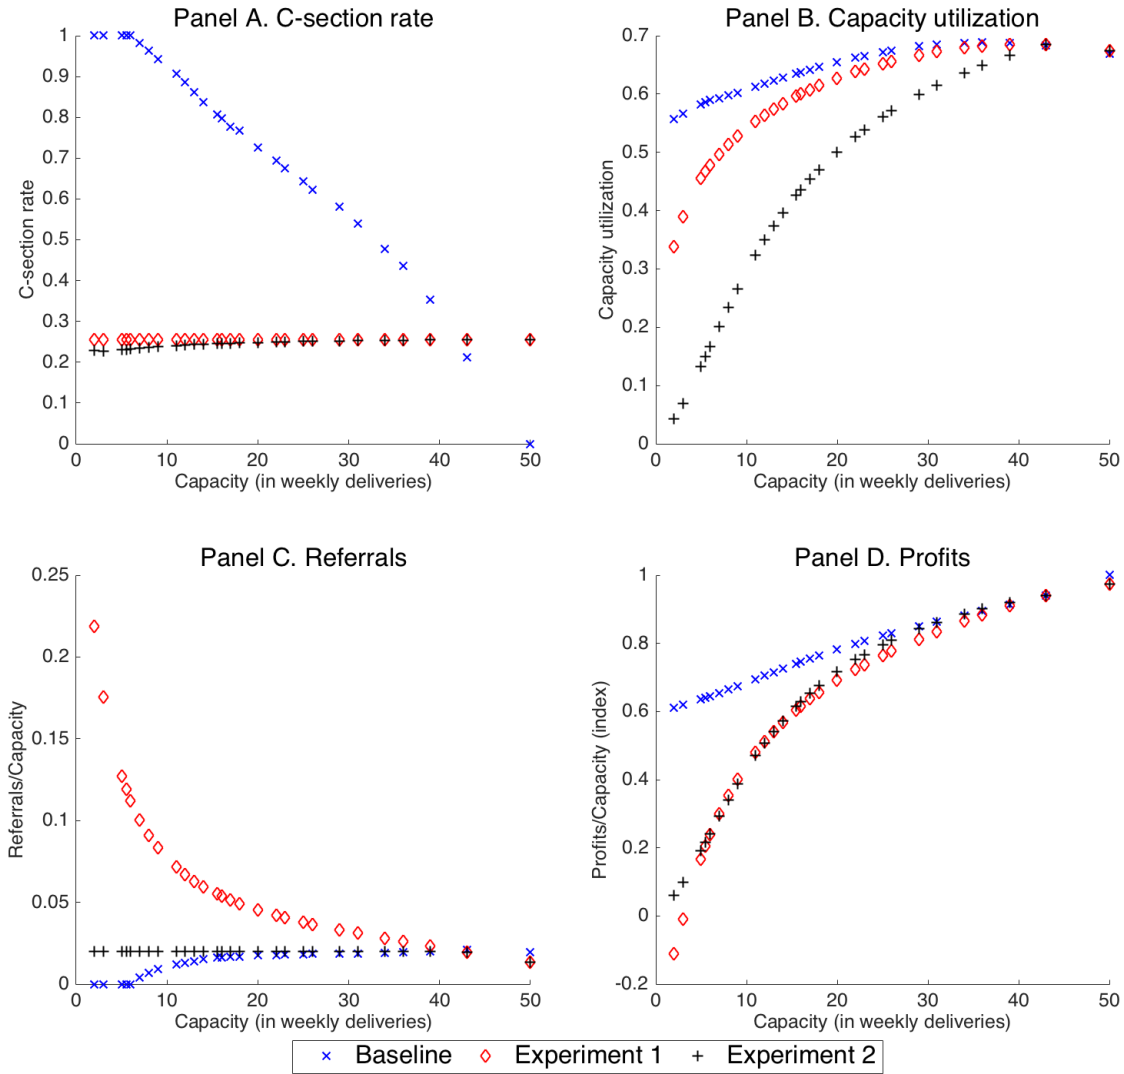 Panel A. C-section rate
1
0.9
0.8
0.7
0.6
0.5
0.4
0.3
0.2
0.1
0
C-section rate
0 10 20 30 40 50
Capacity (in weekly deliveries)
Panel B. Capacity utilization
0.7
0.6
0.5
0.4
0.3
0.2
0.1
0
Capacity utilization
0 10 20 30 40 50
Capacity (in weekly deliveries)
Panel C. Referrals
0.25
0.2
0.15
0.1
0.05
0
Referrals/Capacity
0 10 20 30 40 50
Capacity (in weekly deliveries)
Panel D. Profits
1
0.8
0.6
0.4
0.2
0
-0.2
Profits/Capacity (index)
0 10 20 30 40 50
Capacity (in weekly deliveries)
Baseline Experiment 1 Experiment 2